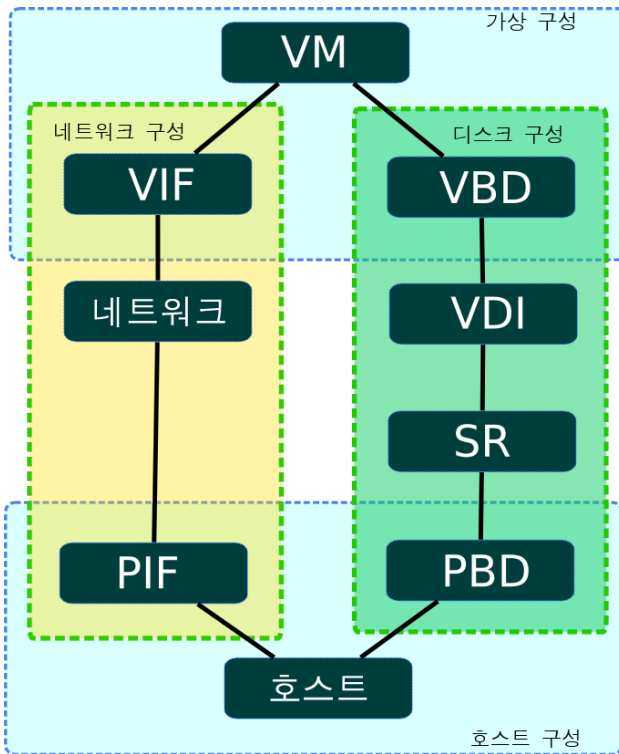 가상 구성
VM
네트워크 구성
디스크 구성
VIF
VBD
네트워크
VDI
SR
PIF
PBD
호스트
호스트 구성